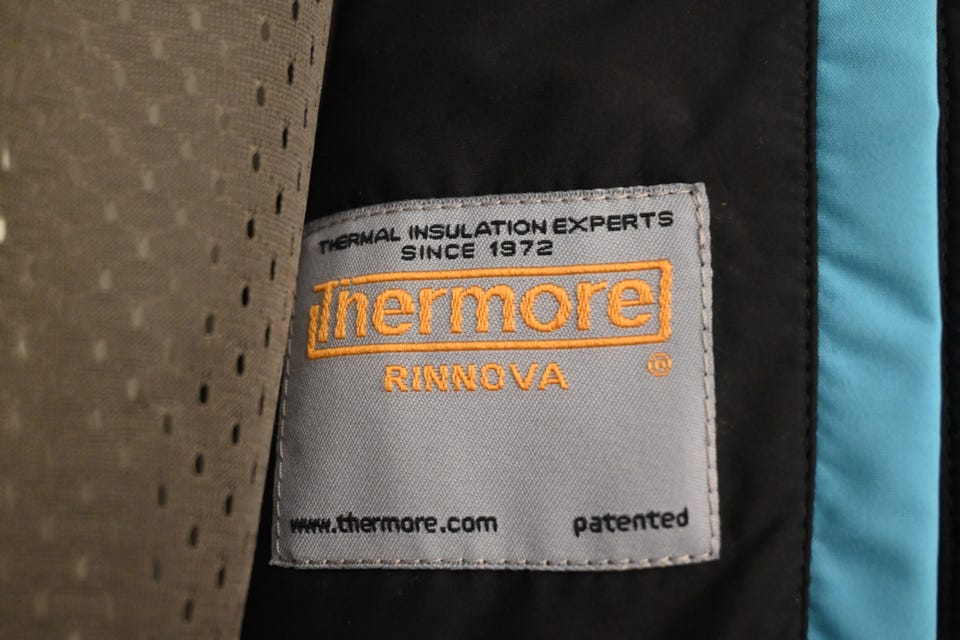 THERMAL INSULATION EXPERTS
SINCE 1972
Thermore
RINNOVA ®
www.thermore.com patented